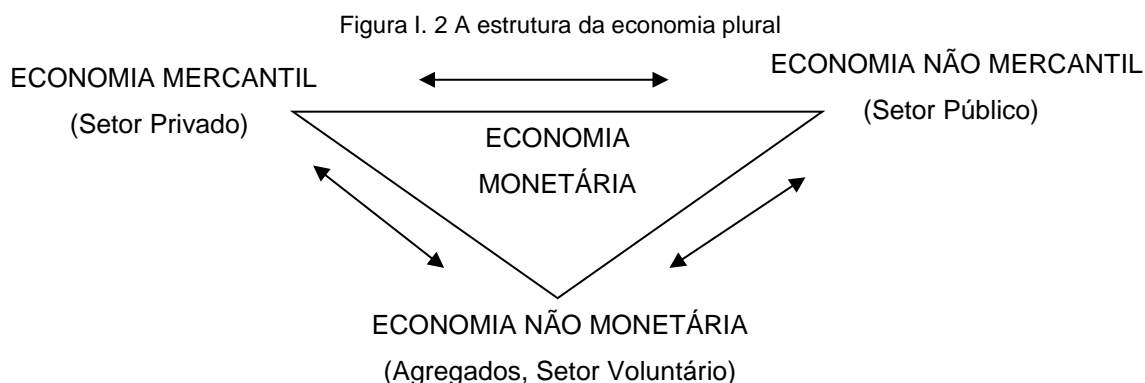 Figura I. 2 A estrutura da economia plural
ECONOMIA MERCANTIL
(Setor Privado)
ECONOMIA NÃO MERCANTIL
(Setor Público)
ECONOMIA
MONETÁRIA
ECONOMIA NÃO MONETÁRIA
(Agregados, Setor Voluntário)